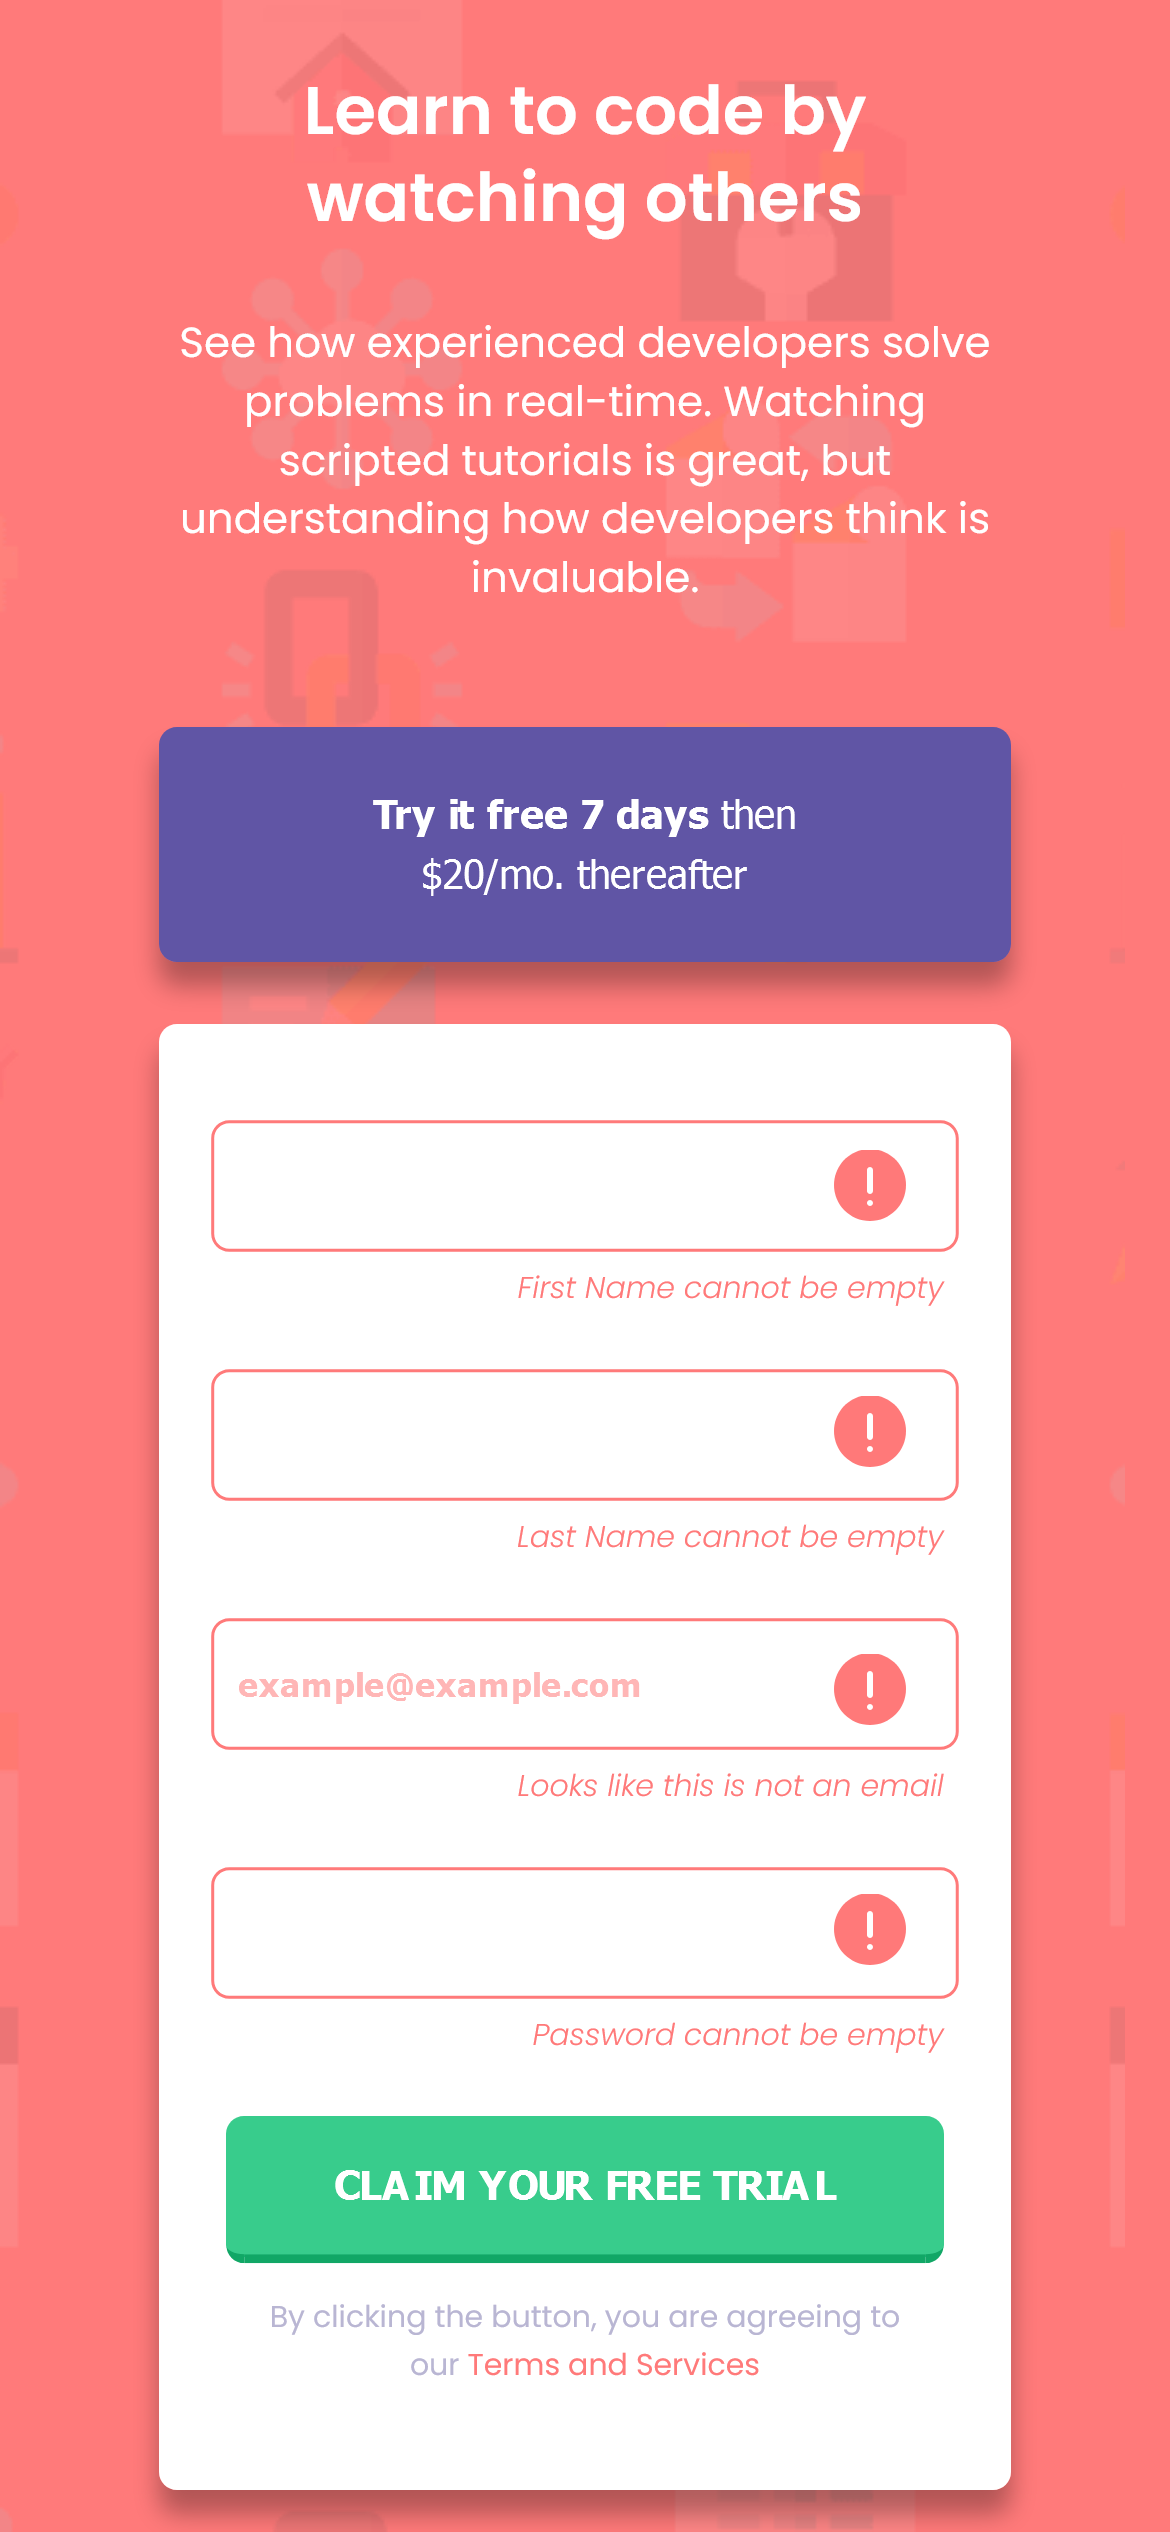 Learn to code by
watching others
See how experienced developers solve
problems in real-time. Watching
scripted tutorials is great, but
understanding how developers think is
invaluable.
Try it free 7 days then
$20/mo. thereafter
!
First Name cannot be empty
!
Last Name cannot be empty
example@example.com !
Looks like this is not an email
!
Password cannot be empty
CLAIM YOUR FREE TRIAL
By clicking the button, you are agreeing to
our Terms and Services